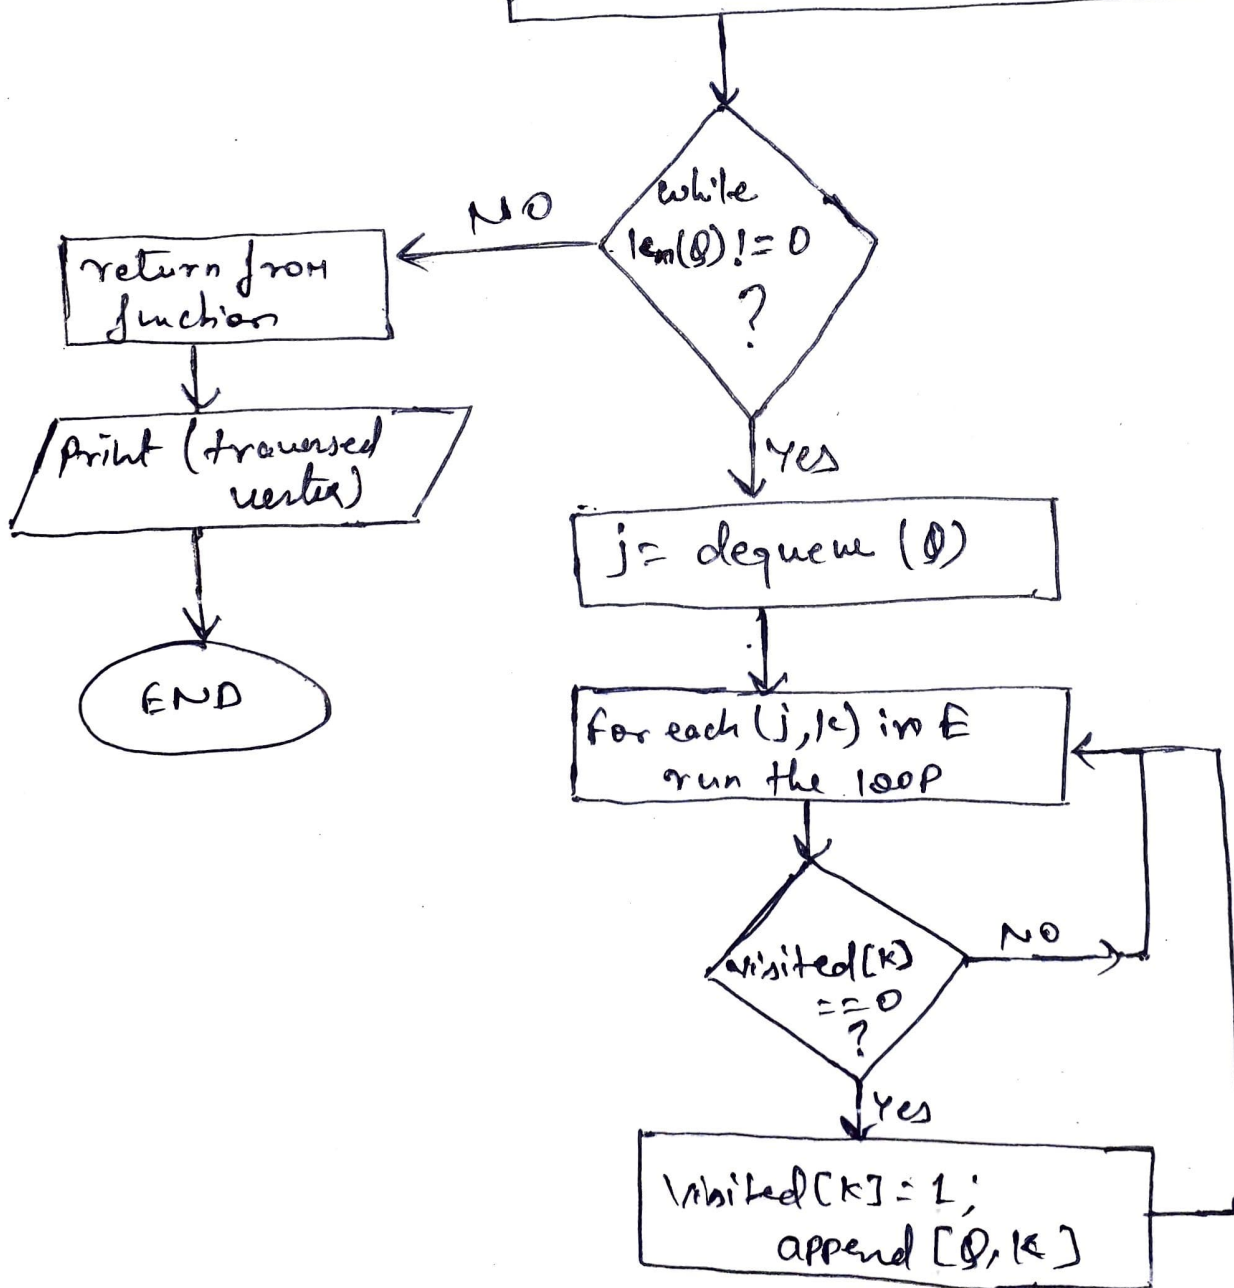 while
len(Q)!=0
?
NO
return from
function
Yes
Print (traversed
vertex)
j= dequeue (Q)
END
for each (j,k) in E
run the loop
NO
visited[k]
==0
?
Yes
visited[k]=1;
append [Q,k]